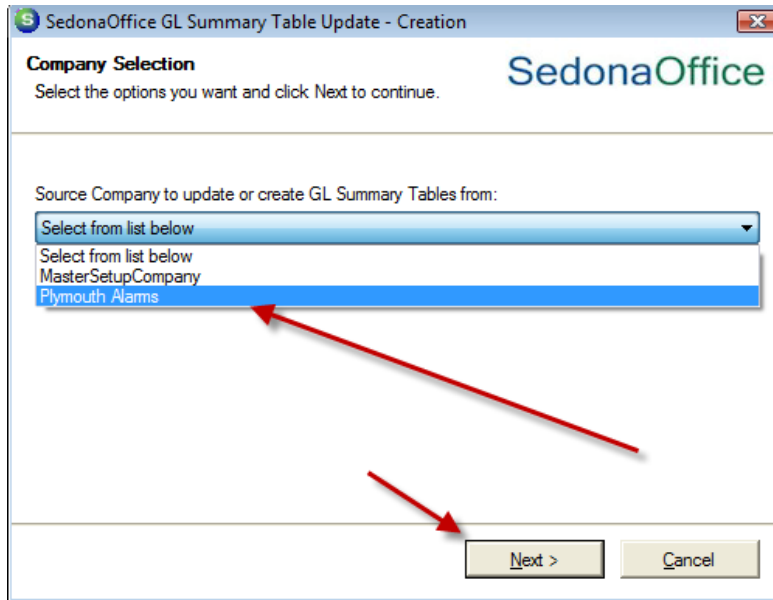 SedonaOffice GL Summary Table Update - Creation
Company Selection
SedonaOffice
Select the options you want and click Next to continue.
Source Company to update or create GL Summary Tables from:
Select from list below
Select from list below
MasterSetupCompany
Plymouth Alarms
Next >
Cancel